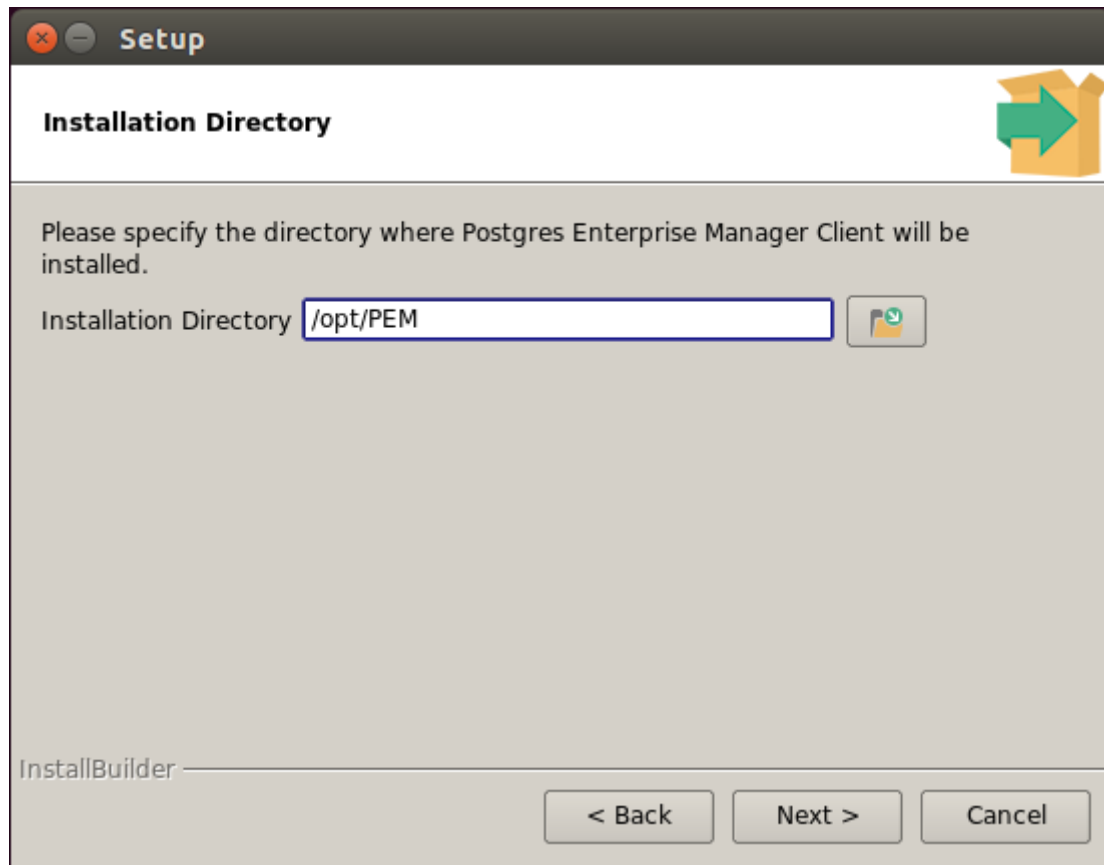 Setup
Installation Directory
Please specify the directory where Postgres Enterprise Manager Client will be
installed.
Installation Directory /opt/PEM
InstallBuilder
< Back Next > Cancel